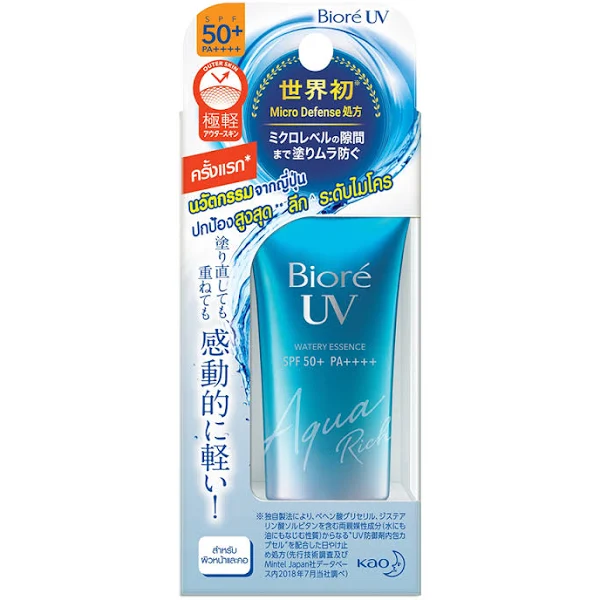 SPF
50+
PA++++
Bioré UV
OUTER SKIN
極軽
アウタースキン
世界初※
Micro Defense 処方
ミクロレベルの隙間
まで塗りムラ防ぐ
ครั้งแรก*
นวัตกรรมจากญี่ปุ่น
ปกป้องสูงสุด**ลึก^ระดับไมโคร
塗り直しても、
重ねても
感動的に軽い!
Bioré
UV
WATERY ESSENCE
SPF 50+ PA++++
Aqua
Rich
สำหรับ
ผิวหน้าและคอ
※独自製法により、ベヘン酸グリセリル、ジステア
リン酸ソルビタンを含む両親媒性成分(水にも
油にもなじむ性質)からなる"UV防御剤内包カ
プセル"を配合した日やけ止
め処方(先行技術調査及び
Mintel Japan社データベー
ス内2018年7月当社調べ)
Kao